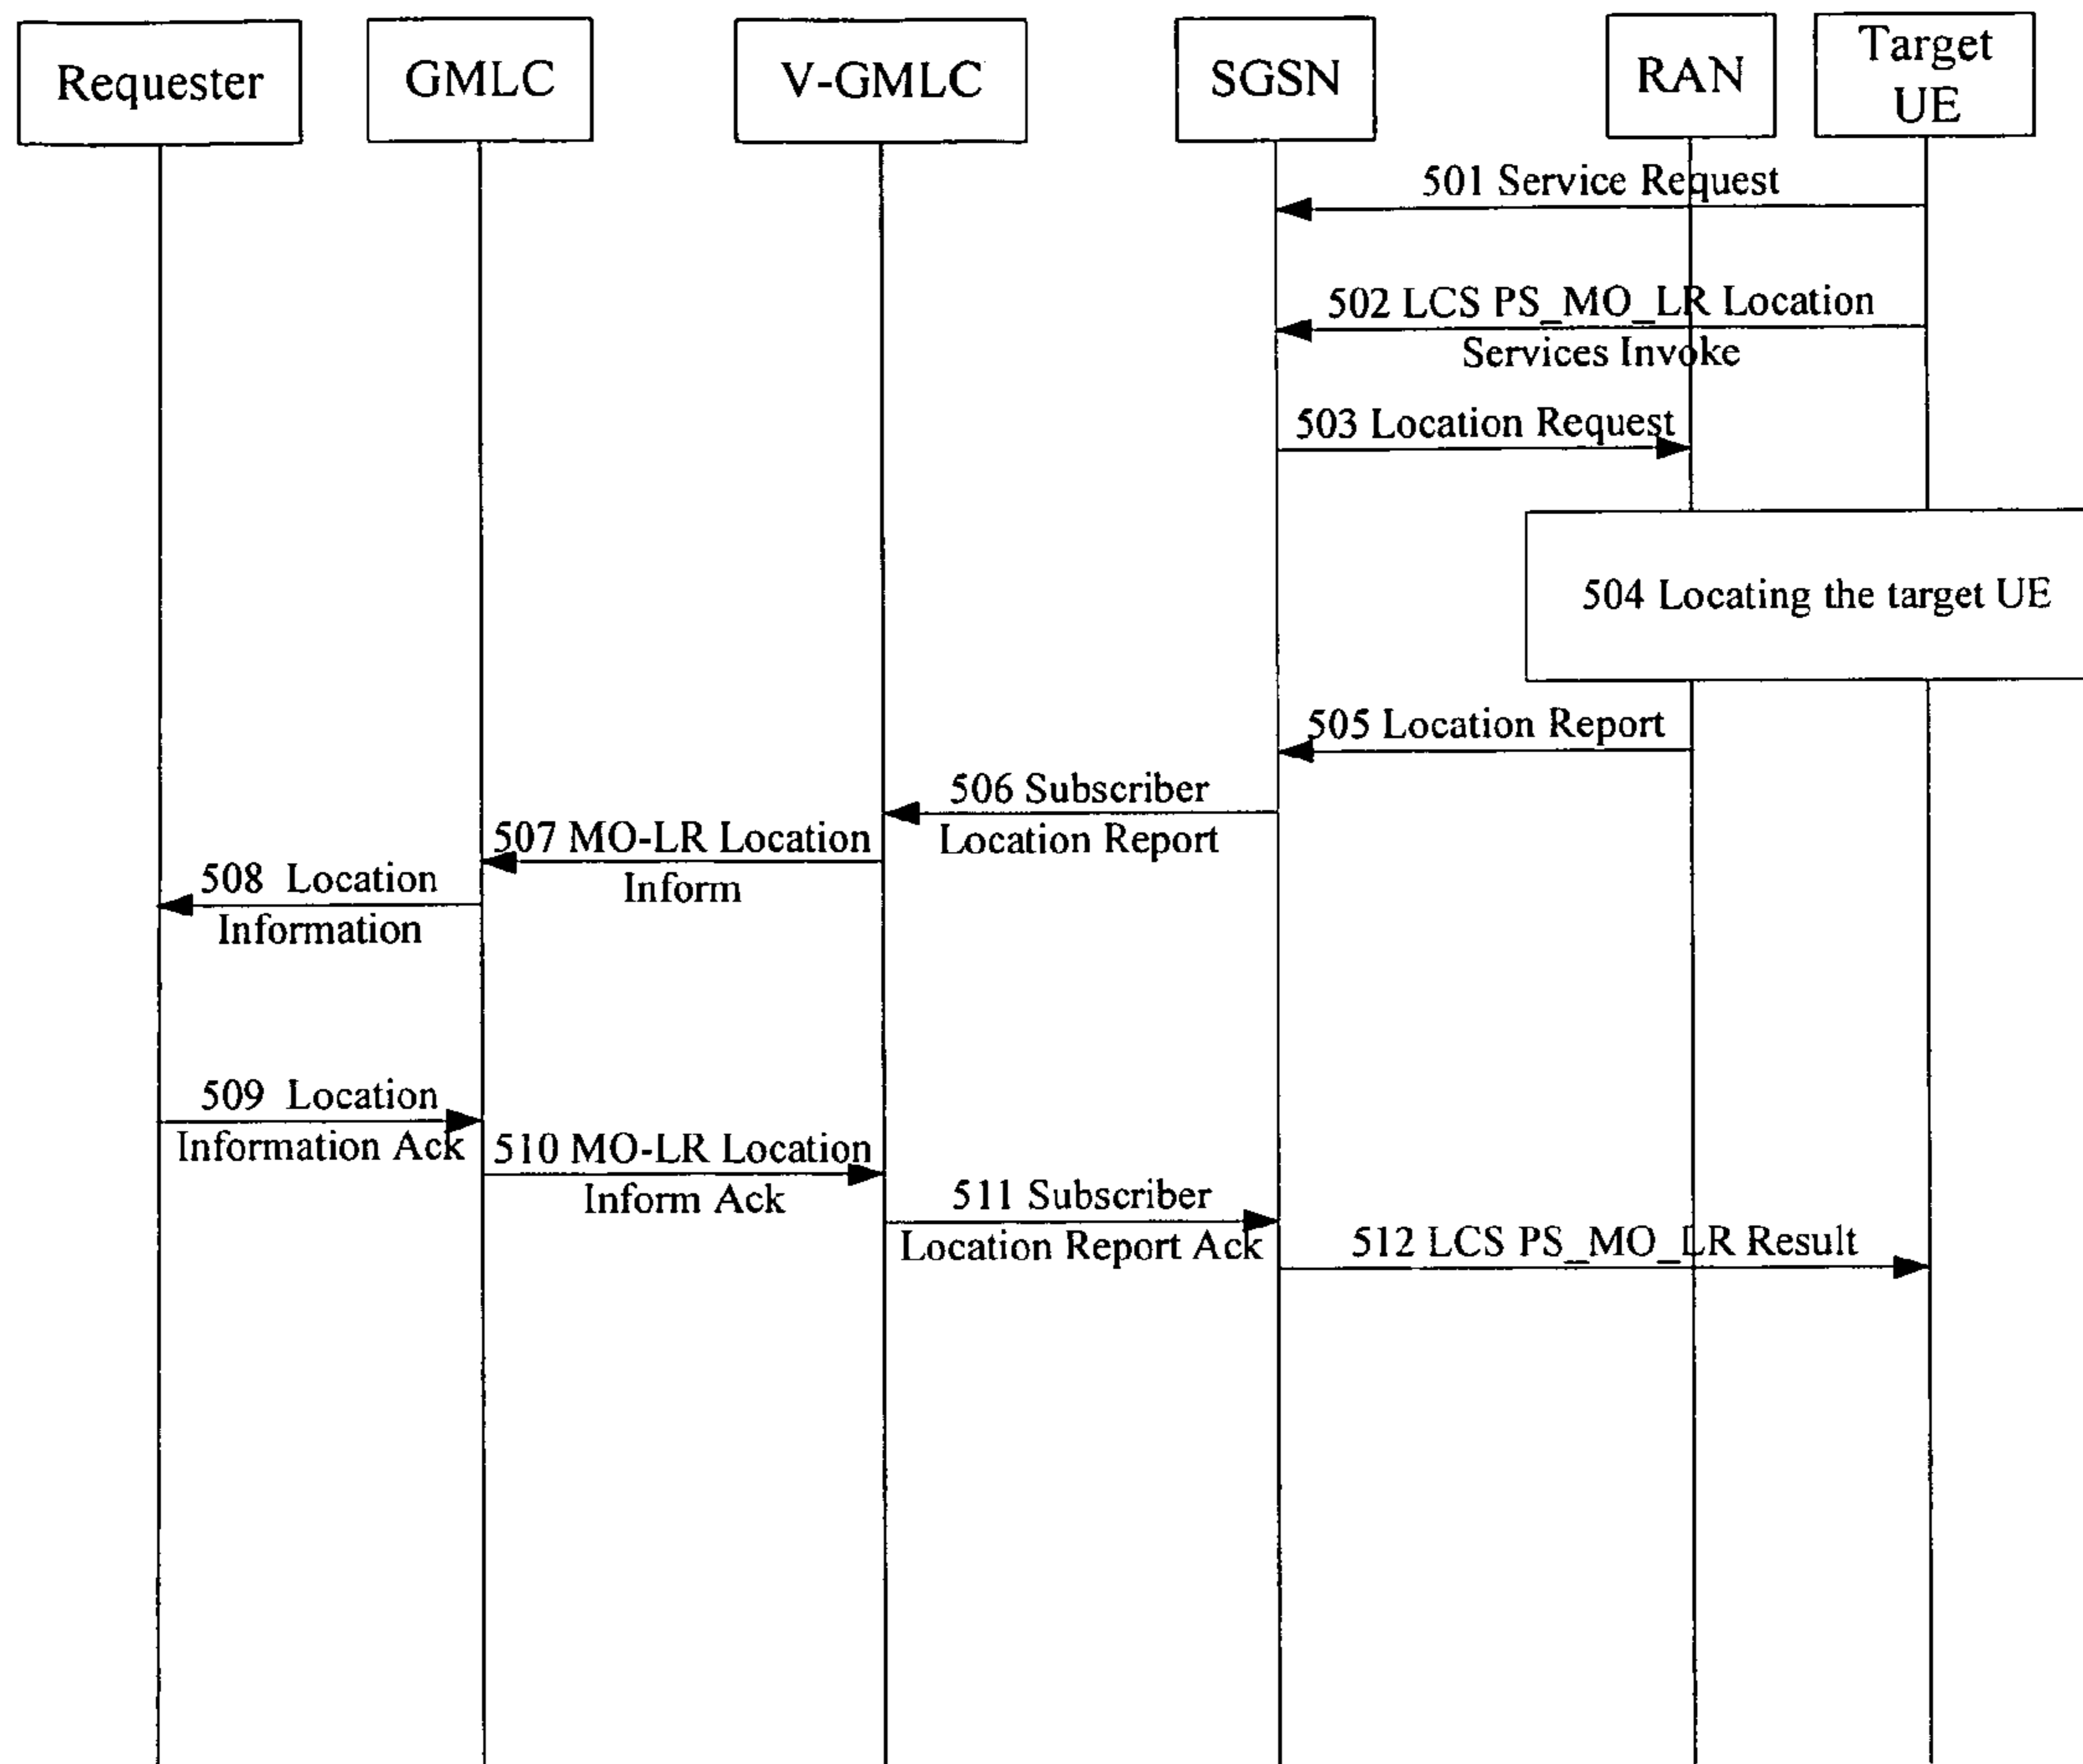 Requester
GMLC
V-GMLC
SGSN
RAN
Target
UE
501 Service Request
502 LCS PS_MO_LR Location
Services Invoke
503 Location Request
504 Locating the target UE
505 Location Report
506 Subscriber
Location Report
507 MO-LR Location
Inform
508 Location
Information
509 Location
Information Ack
510 MO-LR Location
Inform Ack
511 Subscriber
Location Report Ack
512 LCS PS_MO_LR Result